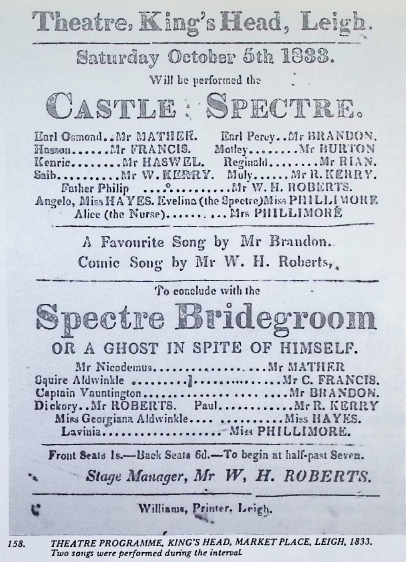 Theatre, King's Head, Leigh.
Saturday October 5th 1833.
Will be performed the
CASTLE SPECTRE.
Earl Osmond..Mr MATHER. Earl Percy..Mr BRANDON.
Hassan......Mr FRANCIS. Motley........Mr BURTON
Kenric.......Mr HASWEL. Reginald.......Mr RIAN.
Saib..........Mr W. KERRY. Muly......Mr R. KERRY.
Father Philip ..............Mr W. H. ROBERTS.
Angelo, Miss HAYES. Evelina (the Spectre) Miss PHILLIMORE
Alice (the Nurse).......... Mrs PHILLIMORE
A Favourite Song by Mr Brandon.
Comic Song by Mr W. H. Roberts,
To conclude with the
Spectre Bridegroom
OR A GHOST IN SPITE OF HIMSELF.
Mr Nicodemus..................Mr MATHER
Squire Aldwinkle ........................Mr C. FRANCIS.
Captain Vauntington....................Mr BRANDON.
Dickory..Mr ROBERTS. Paul.......Mr R. KERRY
Miss Georgiana Aldwinkle.... ..........Miss HAYES.
Lavinia......................... Miss PHILLIMORE.
Front Seats 1s.—Back Seats 6d.—To begin at half-past Seven.
Stage Manager, Mr W, H. ROBERTS.
Williams, Printer, Leigh.
158. THEATRE PROGRAMME, KING'S HEAD, MARKET PLACE, LEIGH, 1833.
Two songs were performed during the interval.